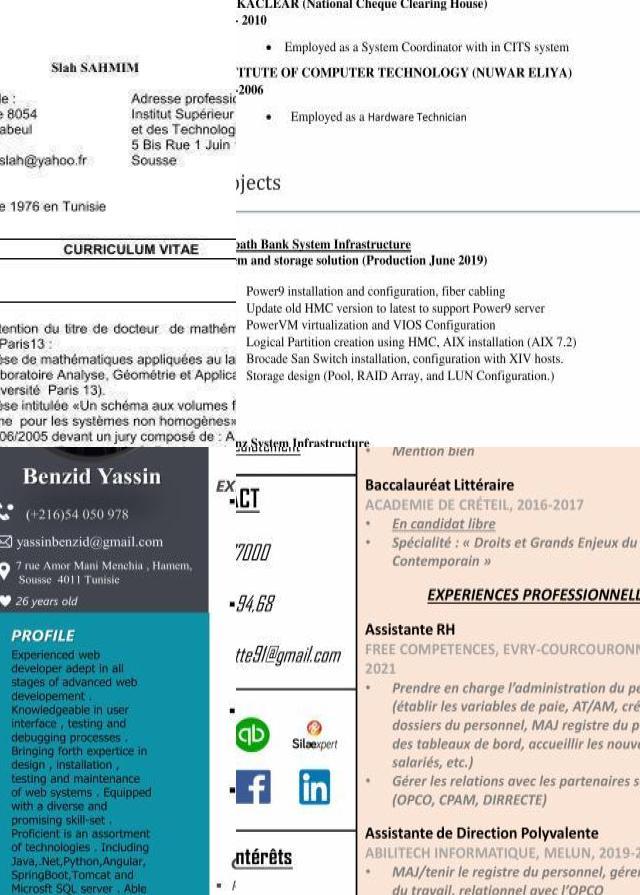 Slah SAHMIM
le :
Adresse
e 8054
Institut Supérieur
abeul
et des
5 Bis Rue 1 Juin
slah@yahoo.fr
Sousse
e 1976 en Tunisie
CURRICULUM VITAE
tention du titre de docteur de mathém
Paris13 :
èse de mathématiques appliquées au la
boratoire Analyse, Géométrie et Applica
versité Paris 13).
èse intitulée «Un schéma aux volumes f
ne pour les systèmes non homogènes»
06/2005 devant un jury composé de : A
KACLEAR (National Cheque Clearing House)
- 2010
• Employed as a System Coordinator with in CITS system
TITUTE OF COMPUTER TECHNOLOGY (NUWAR ELIYA)
-2006
• Employed as a Hardware Technician
ojects
path Bank System Infrastructure
m and storage solution (Production June 2019)
Power9 installation and configuration, fiber cabling
Update old HMC version to latest to support Power9 server
PowerVM virtualization and VIOS Configuration
Logical Partition creation using HMC, AIX installation (AIX 7.2)
Brocade San Switch installation, configuration with XIV hosts.
Storage design (Pool, RAID Array, and LUN Configuration.)
nz System Infrastructure
Benzid Yassin
(+216)54 050 978
yassinbenzid@gmail.com
7 rue Amor Mani Menchia , Hamem,
Sousse 4011 Tunisie
26 years old
EX
PROFILE
Experienced web
developer adept in all
stages of advanced web
developement .
Knowledgeable in user
interface , testing and
debugging processes .
Bringing forth expertice in
design , installation ,
testing and maintenance
of web systems . Equipped
with a diverse and
promising skill-set .
Proficient is an assortment
of technologies . Including
Java,.Net,Python,Angular,
SpringBoot,Tomcat and
Microsft SQL server . Able
ACT
7000
94,68
tte91@gmail.com
qb
Silaexpert
f
in
ntérêts
• Mention bien
Baccalauréat Littéraire
ACADEMIE DE CRÉTEIL, 2016-2017
• En candidat libre
• Spécialité : « Droits et Grands Enjeux du
Contemporain »
EXPERIENCES PROFESSIONNELL
Assistante RH
FREE COMPETENCES, EVRY-COURCOURONN
2021
• Prendre en charge l'administration du pe
(établir les variables de paie, AT/AM, cré
dossiers du personnel, MAJ registre du p
des tableaux de bord, accueillir les nouve
salariés, etc.)
• Gérer les relations avec les partenaires s
(OPCO, CPAM, DIRRECTE)
Assistante de Direction Polyvalente
ABILITECH INFORMATIQUE, MELUN, 2019-2
• MAJ/tenir le registre du personnel, gére
du travail, relationnel avec l'OPCO